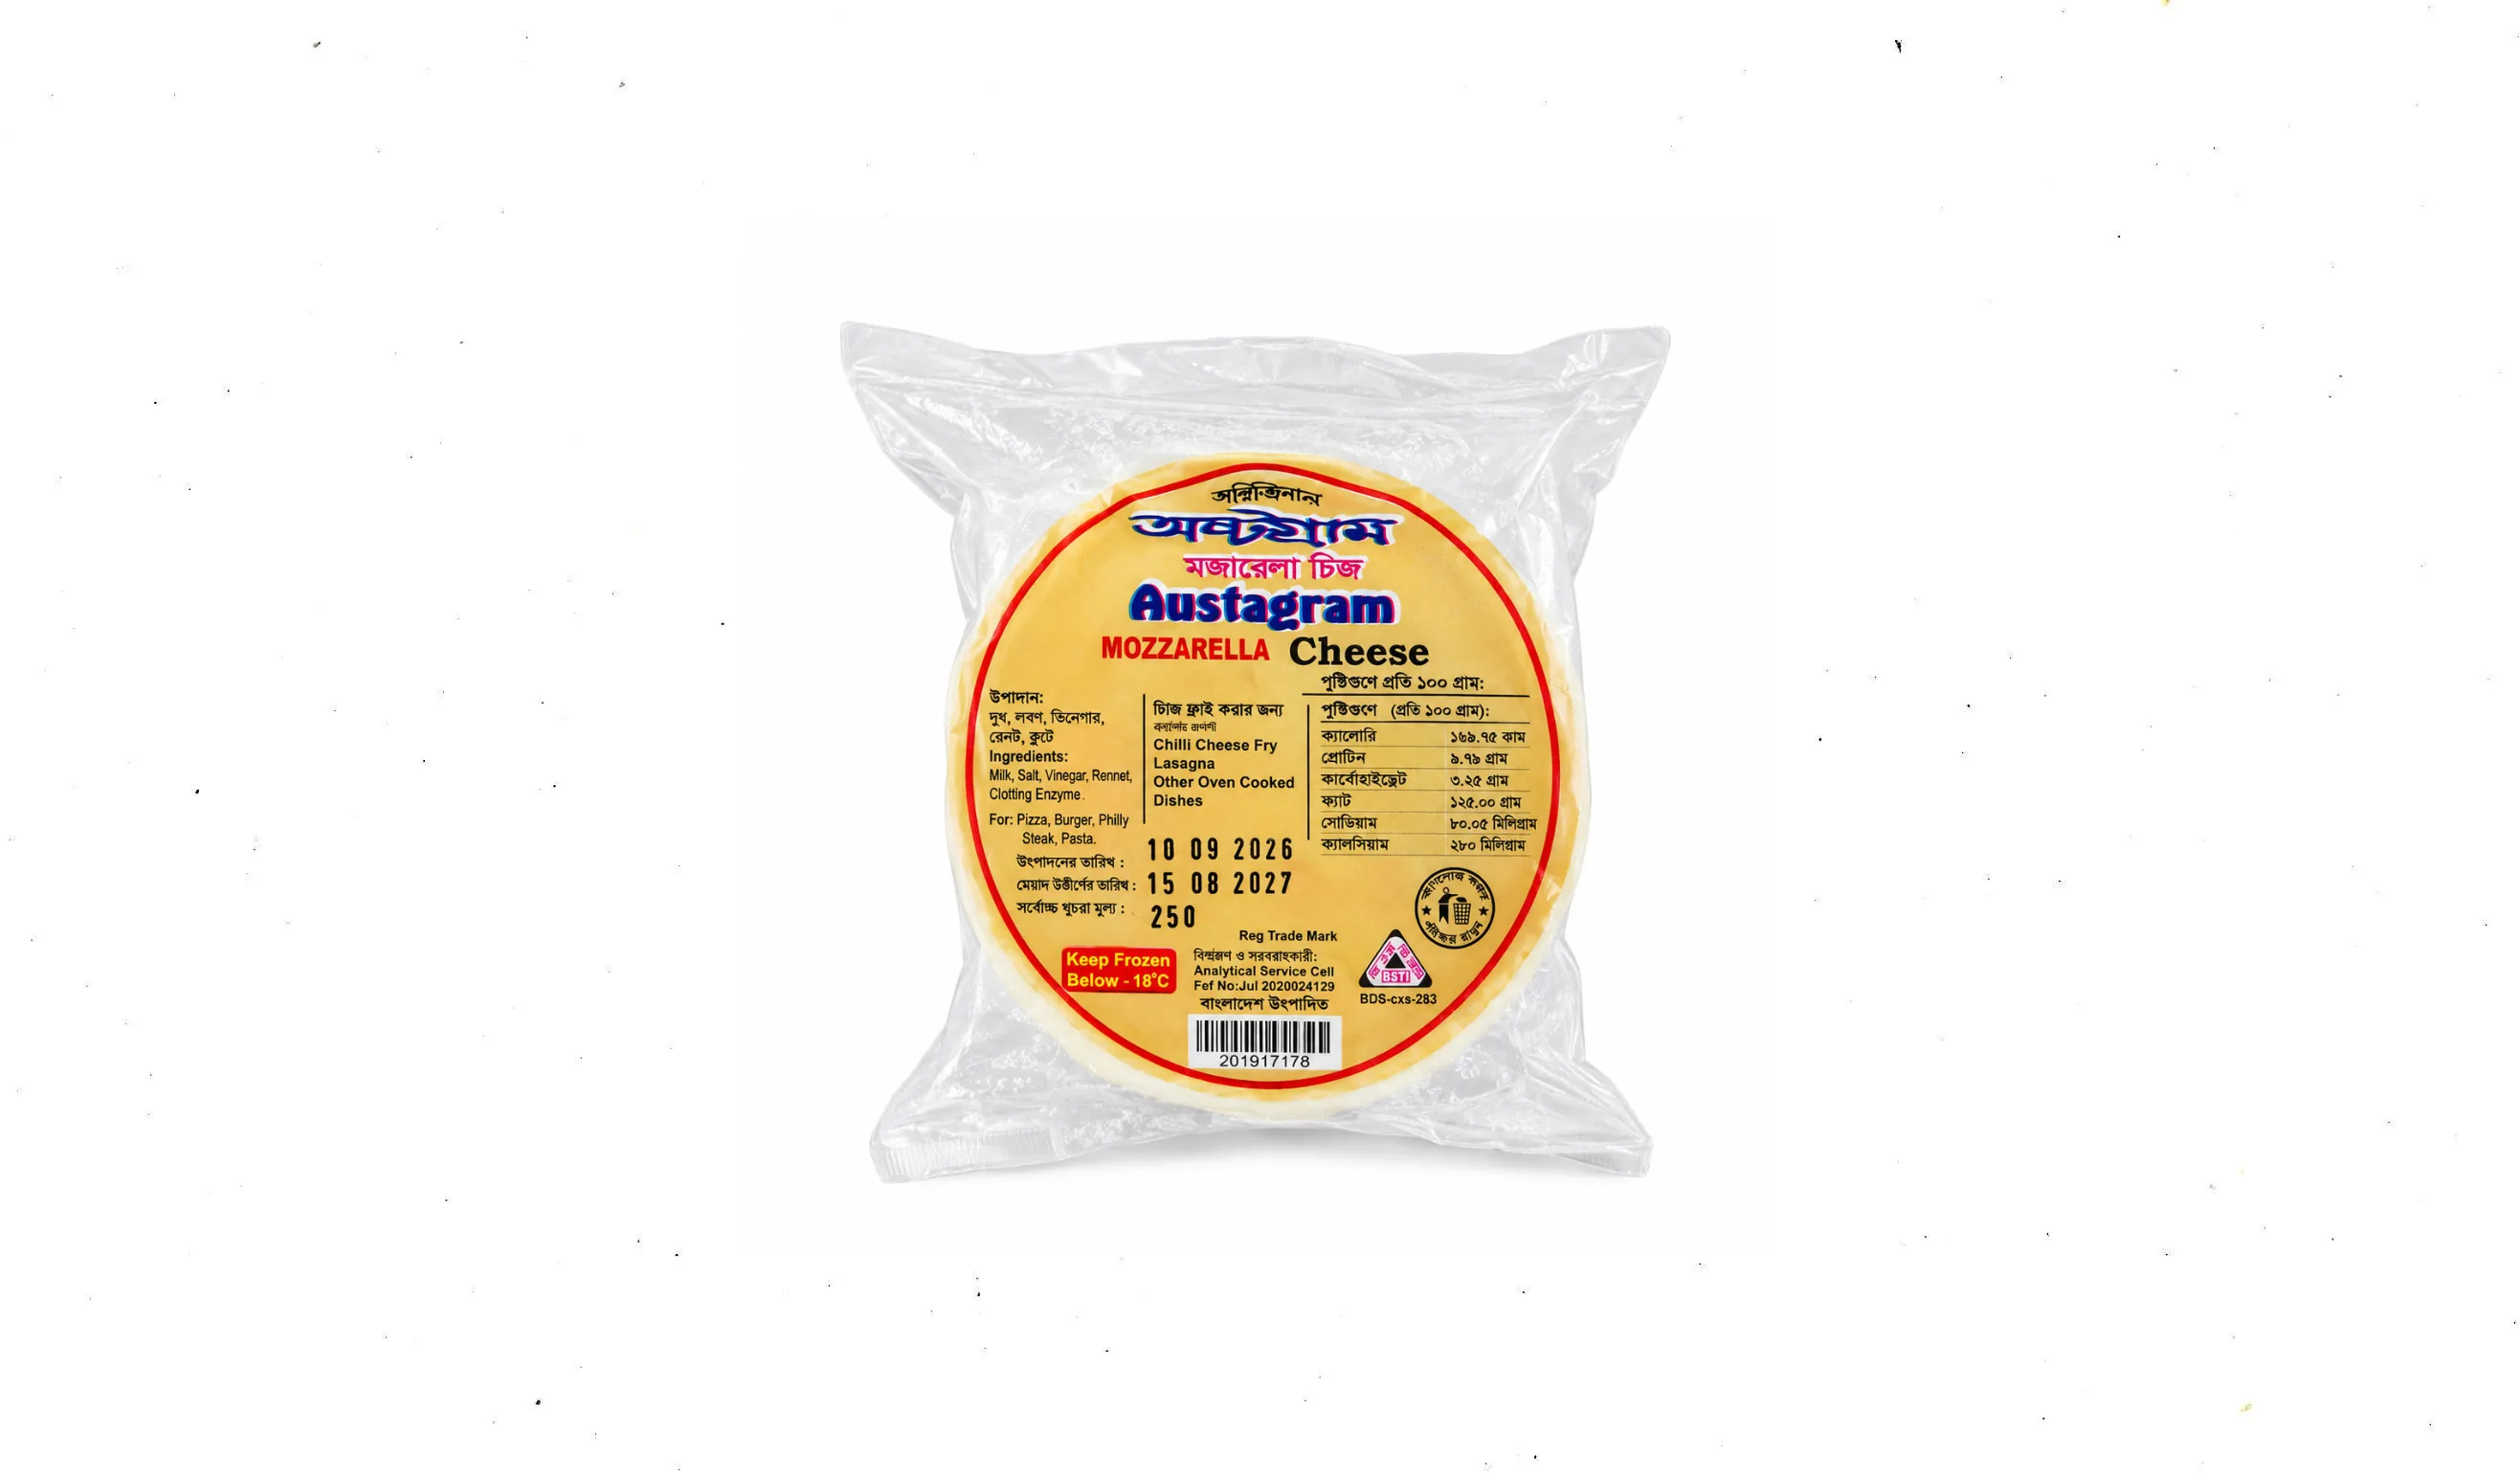 অষ্টগ্রাম
মজারেলা চিজ
Austagram
MOZZARELLA Cheese
উপাদান:
দুধ, লবণ, ভিনেগার,
রেনট, কুটে
Ingredients:
Milk, Salt, Vinegar, Rennet,
Clotting Enzyme.
For: Pizza, Burger, Philly
Steak, Pasta.
চিজ ফ্রাই করার জন্য
Chilli Cheese Fry
Lasagna
Other Oven Cooked
Dishes
পুষ্টিগুণে প্রতি ১০০ গ্রাম:
পুষ্টিগুণে (প্রতি ১০০ গ্রাম):
ক্যালোরি ১৬৯.৭৫ কাম
প্রোটিন ৯.৭৯ গ্রাম
কার্বোহাইড্রেট ৩.২৫ গ্রাম
ফ্যাট ১২৫.০০ গ্রাম
সোডিয়াম ৮০.০৫ মিলিগ্রাম
ক্যালসিয়াম ২৮০ মিলিগ্রাম
উৎপাদনের তারিখ : 10 09 2026
মেয়াদ উত্তীর্ণের তারিখ : 15 08 2027
সর্বোচ্চ খুচরা মূল্য : 250
Reg Trade Mark
Keep Frozen
Below - 18°C
ও সরবরাহকারী:
Analytical Service Cell
Fef No:Jul 2020024129
বাংলাদেশ উৎপাদিত
BSTI
BDS-cxs-283
201917178